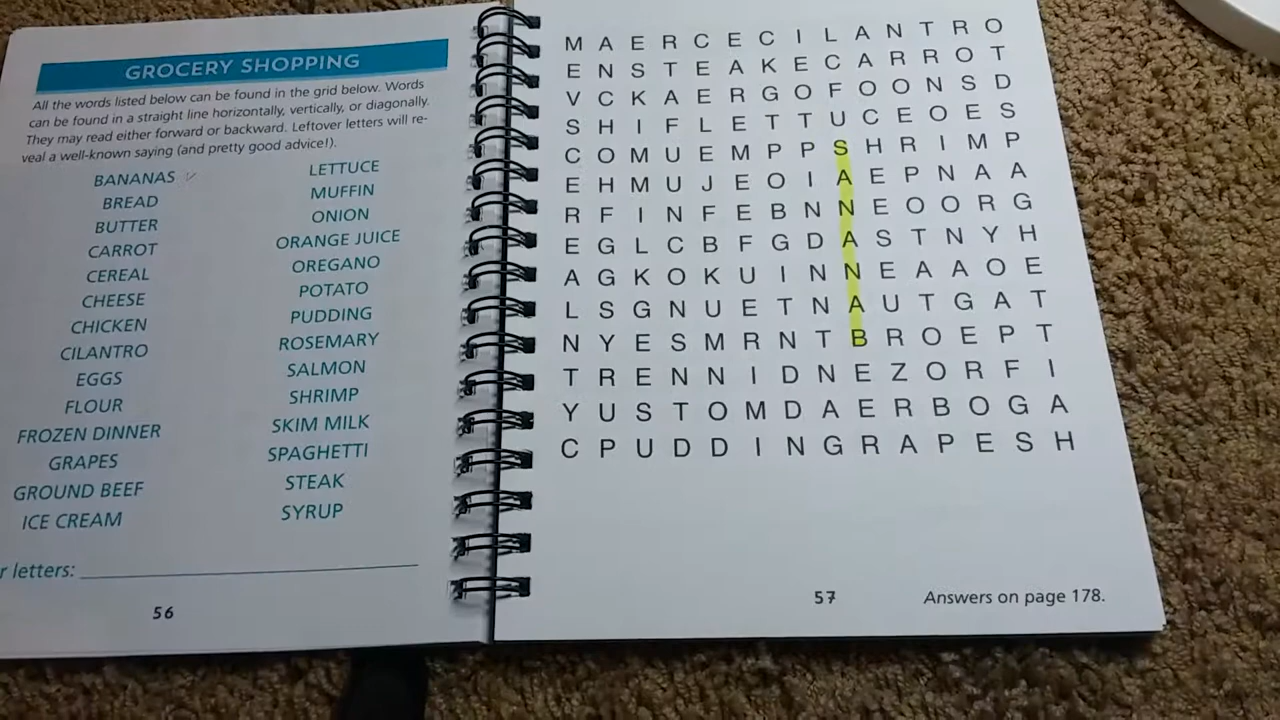 GROCERY SHOPPING
All the words listed below can be found in the grid below. Words
can be found in a straight line horizontally, vertically, or diagonally.
They may read either forward or backward. Leftover letters will re-
veal a well-known saying (and pretty good advice!).
BANANAS
BREAD
BUTTER
CARROT
CEREAL
CHEESE
CHICKEN
CILANTRO
EGGS
FLOUR
FROZEN DINNER
GRAPES
GROUND BEEF
ICE CREAM
LETTUCE
MUFFIN
ONION
ORANGE JUICE
OREGANO
POTATO
PUDDING
ROSEMARY
SALMON
SHRIMP
SKIM MILK
SPAGHETTI
STEAK
SYRUP
r letters:
56
M A E R C E C I L A N T R O
E N S T E A K E C A R R O T
V C K A E R G O F O O N S D
S H I F L E T T U C E O E S
C O M U E M P P S H R I M P
E H M U J E O I A E P N A A
R F I N F E B N N E O O R G
E G L C B F G D A S T N Y H
A G K O K U I N N E A A O E
L S G N U E T N A U T G A T
N Y E S M R N T B R O E P T
T R E N N I D N E Z O R F I
Y U S T O M D A E R B O G A
C P U D D I N G R A P E S H
57
Answers on page 178.